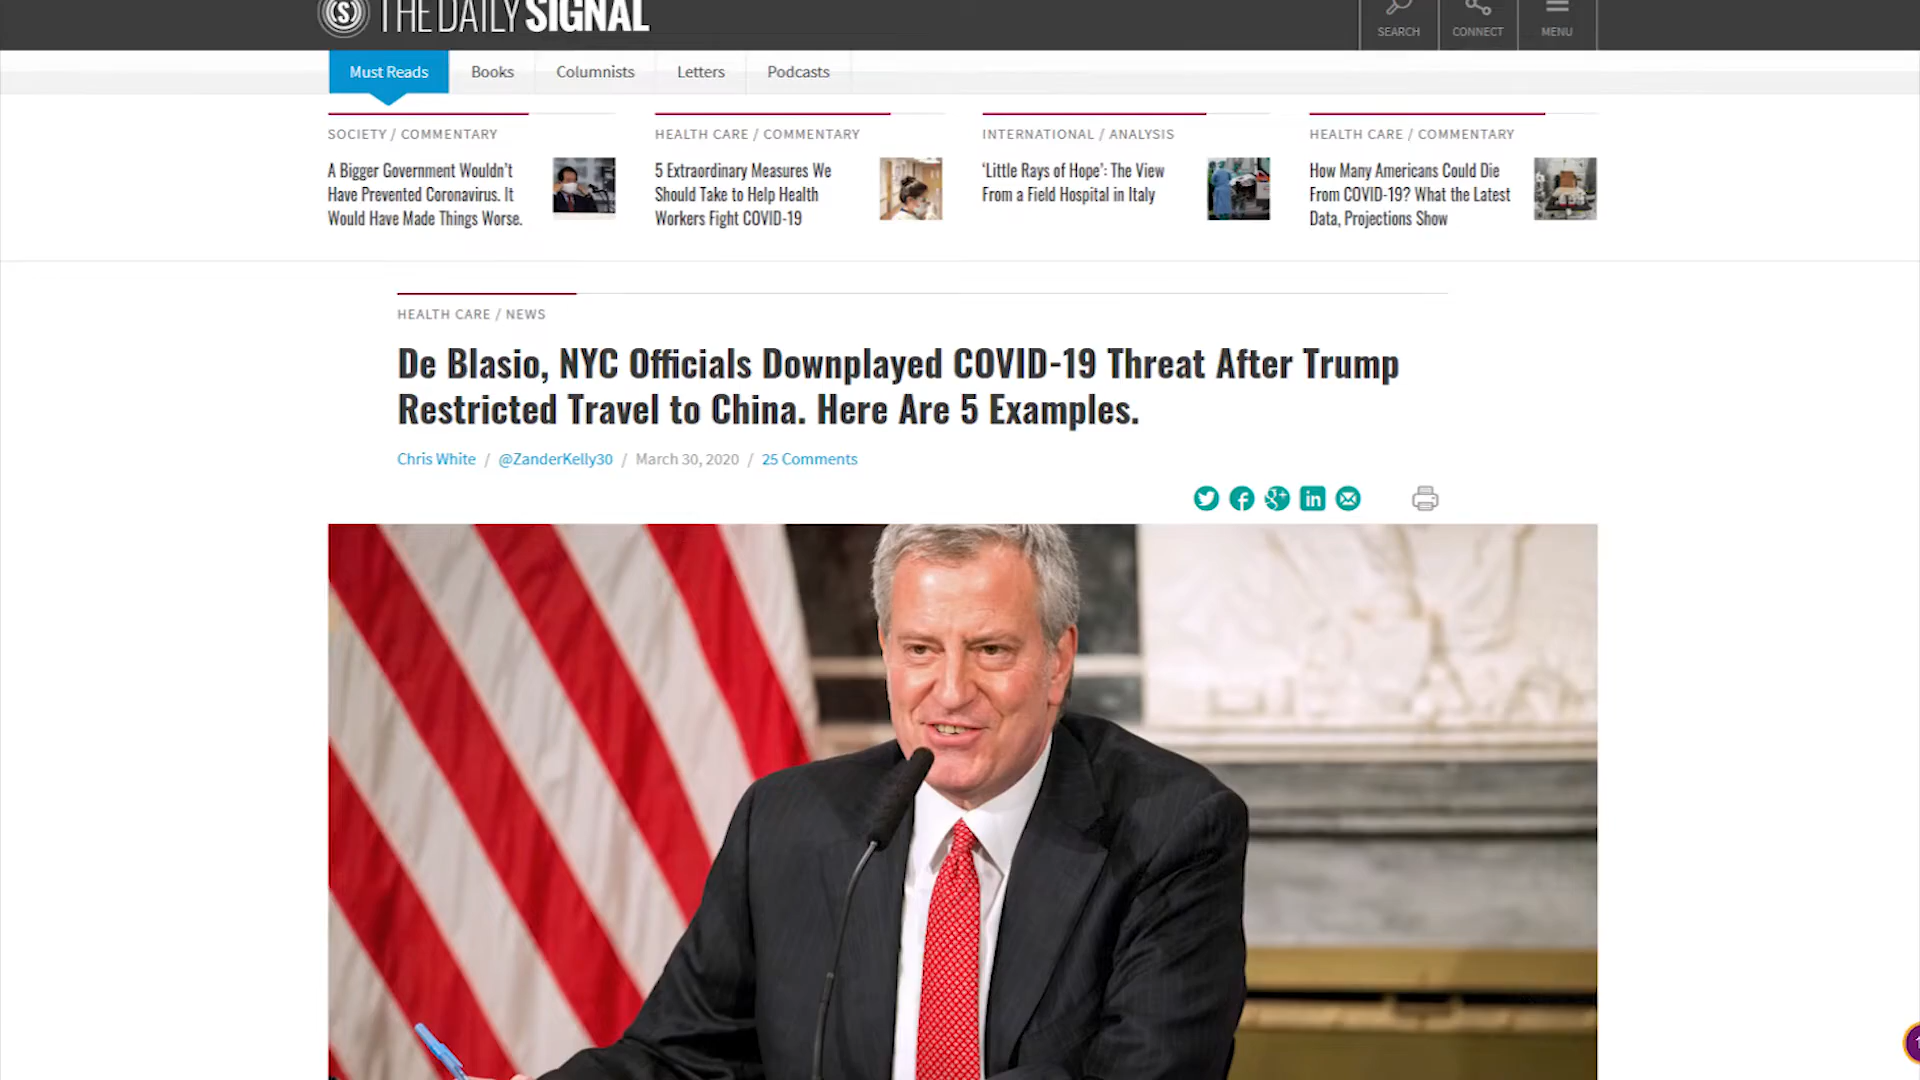 THE DAILY SIGNAL
SEARCH
CONNECT
MENU
Must Reads
Books
Columnists
Letters
Podcasts
SOCIETY / COMMENTARY
A Bigger Government Wouldn't
Have Prevented Coronavirus. It
Would Have Made Things Worse.
HEALTH CARE / COMMENTARY
5 Extraordinary Measures We
Should Take to Help Health
Workers Fight COVID-19
INTERNATIONAL / ANALYSIS
‘Little Rays of Hope’: The View
From a Field Hospital in Italy
HEALTH CARE / COMMENTARY
How Many Americans Could Die
From COVID-19? What the Latest
Data, Projections Show
HEALTH CARE / NEWS
De Blasio, NYC Officials Downplayed COVID-19 Threat After Trump
Restricted Travel to China. Here Are 5 Examples.
Chris White / @ZanderKelly30 / March 30, 2020 / 25 Comments